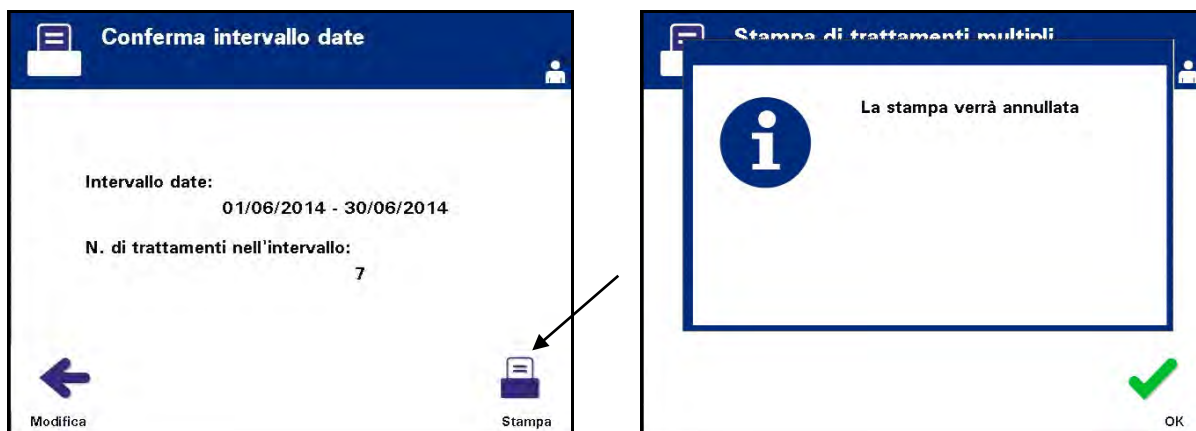 Conferma intervallo date
Intervallo date:
01/06/2014 - 30/06/2014
N. di trattamenti nell'intervallo:
7
Modifica
Stampa
Stampa di trattamenti multipli
La stampa verrà annullata
OK